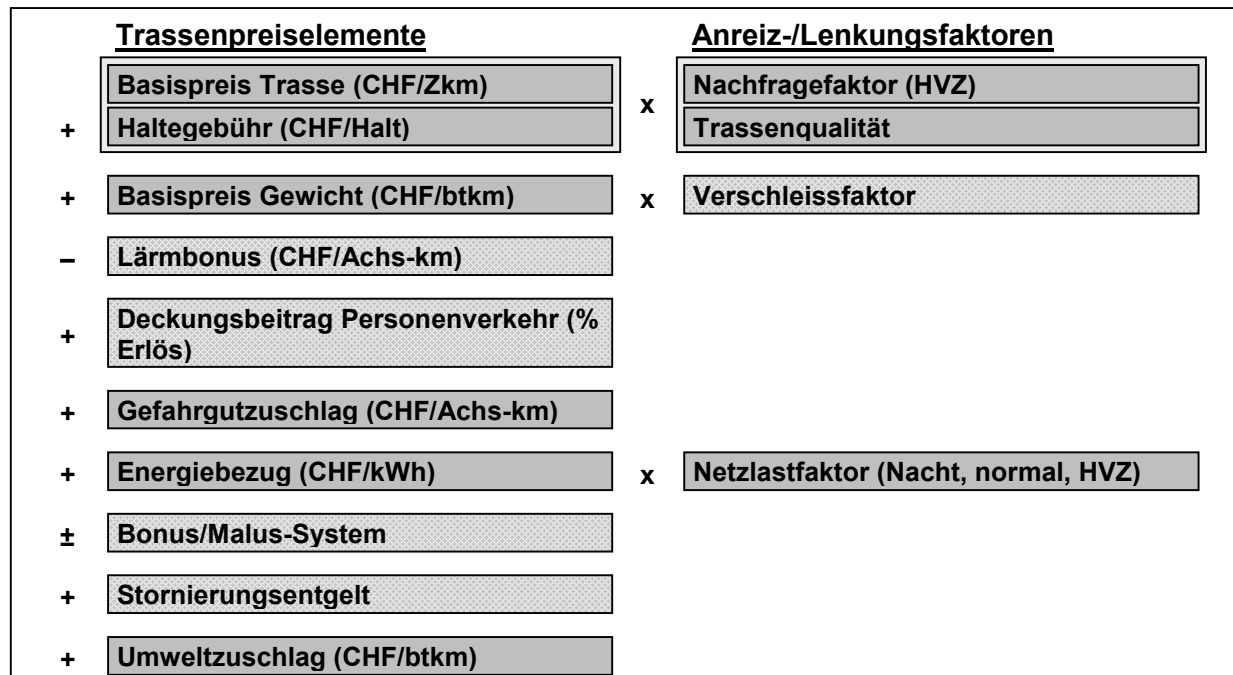 Trassenpreiselemente Anreiz-/Lenkungsfaktoren
Basispreis Trasse (CHF/Zkm) x Nachfragefaktor (HVZ)
+ Haltegebühr (CHF/Halt) Trassenqualität
+ Basispreis Gewicht (CHF/btkm) x Verschleissfaktor
– Lärmbonus (CHF/Achs-km)
+ Deckungsbeitrag Personenverkehr (%
Erlös)
+ Gefahrgutzuschlag (CHF/Achs-km)
+ Energiebezug (CHF/kWh) x Netzlastfaktor (Nacht, normal, HVZ)
± Bonus/Malus-System
+ Stornierungsentgelt
+ Umweltzuschlag (CHF/btkm)